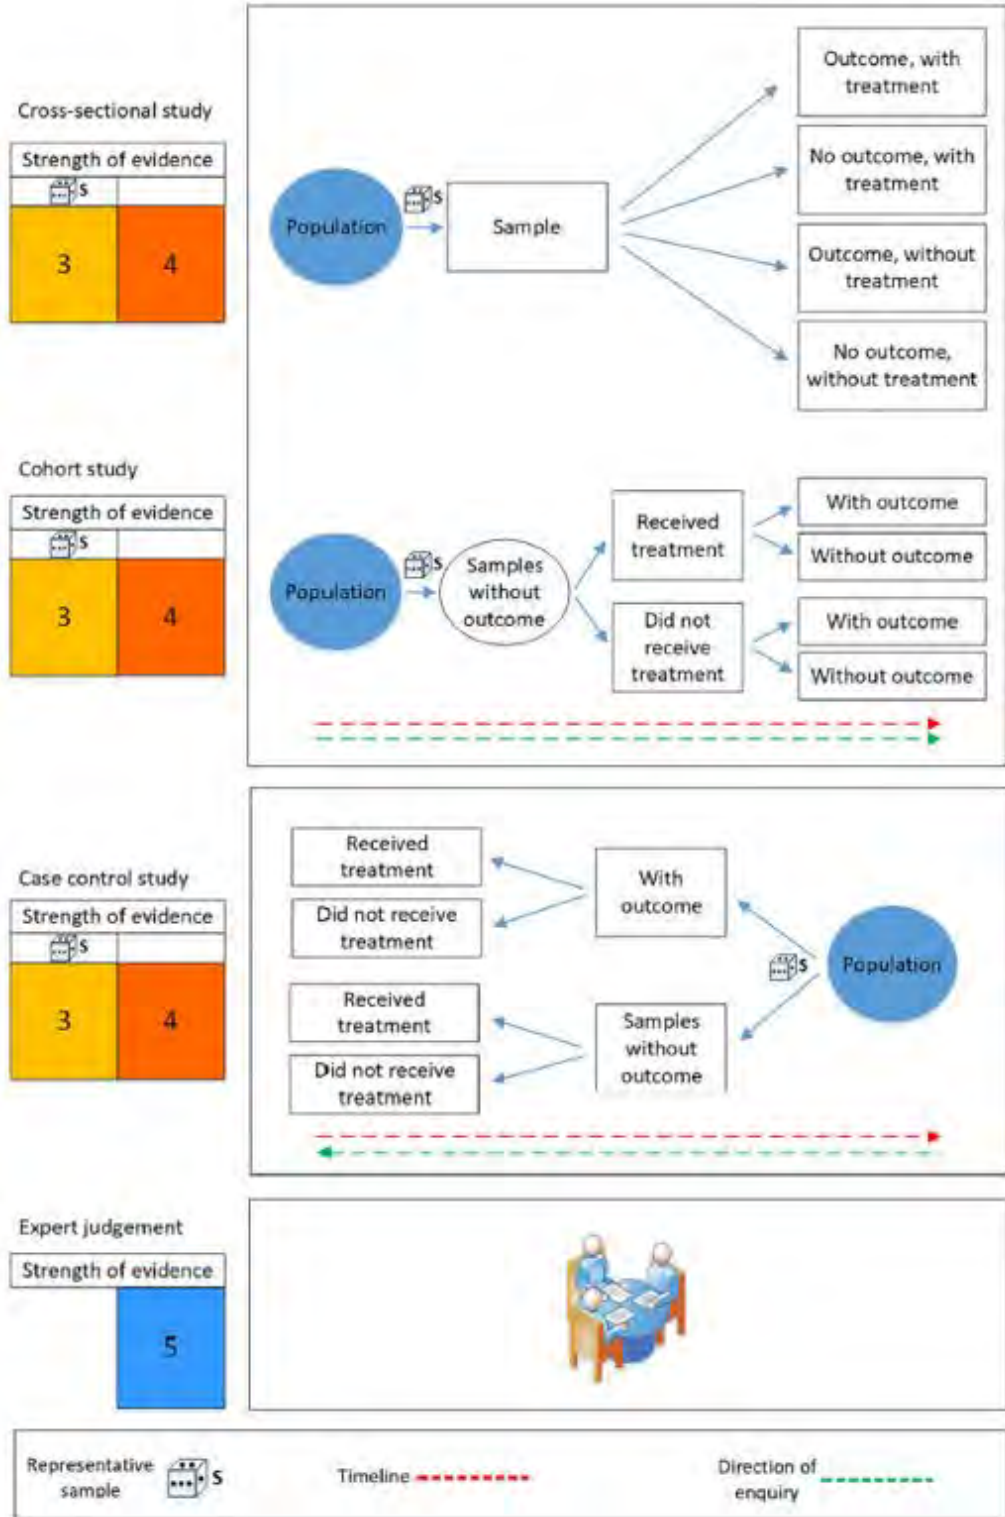 Cross-sectional study
Strength of evidence
S
3 4
Population
S
Sample
Outcome, with
treatment
No outcome, with
treatment
Outcome, without
treatment
No outcome,
without treatment
Cohort study
Strength of evidence
S
3 4
Population
S
Samples
without
outcome
Received
treatment
Did not
receive
treatment
With outcome
Without outcome
With outcome
Without outcome
Case control study
Strength of evidence
S
3 4
Received
treatment
Did not receive
treatment
Received
treatment
Did not receive
treatment
With
outcome
Samples
without
outcome
S
Population
Expert judgement
Strength of evidence
5
Representative
sample
S
Timeline
Direction of
enquiry